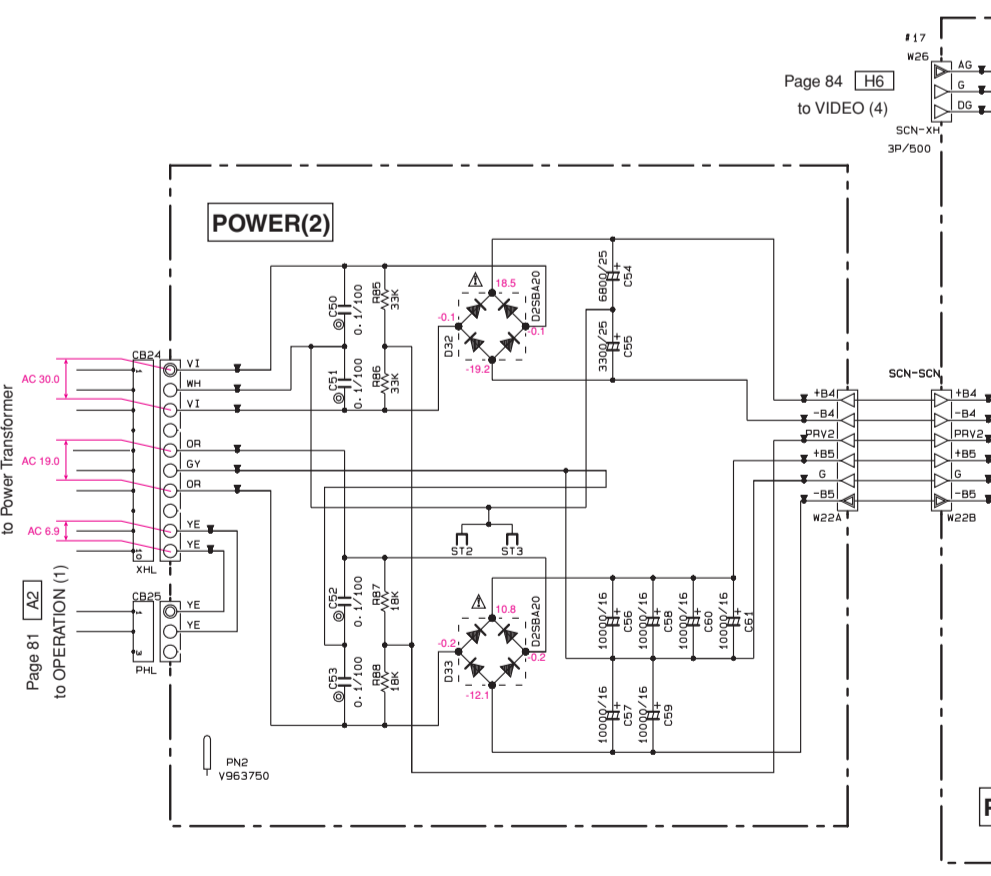 #17
W26
AG
G
DG
Page 84 H6
to VIDEO (4)
SCN-XH
3P/500
POWER(2)
C50
0.1/100
R85
33K
C51
0.1/100
R86
33K
18.5
-0.1
-0.1
-19.2
D32
D2SBA20
6800/25
C54
3300/25
C55
to Power Transformer
CB24
1
10
XHL
AC 30.0
AC 19.0
AC 6.9
VI
WH
VI
OR
GY
OR
YE
YE
CB25
1
3
PHL
YE
YE
Page 81 A2
to OPERATION (1)
SCN-SCN
+B4
-B4
PRV2
+B5
G
-B5
W22A
+B4
-B4
PRV2
+B5
G
-B5
W22B
ST2
ST3
C52
0.1/100
R87
18K
C53
0.1/100
R88
18K
10.8
-0.2
-0.2
-12.1
D33
D2SBA20
10000/16
C56
10000/16
C58
10000/16
C60
10000/16
C61
10000/16
C57
10000/16
C59
PN2
V963750